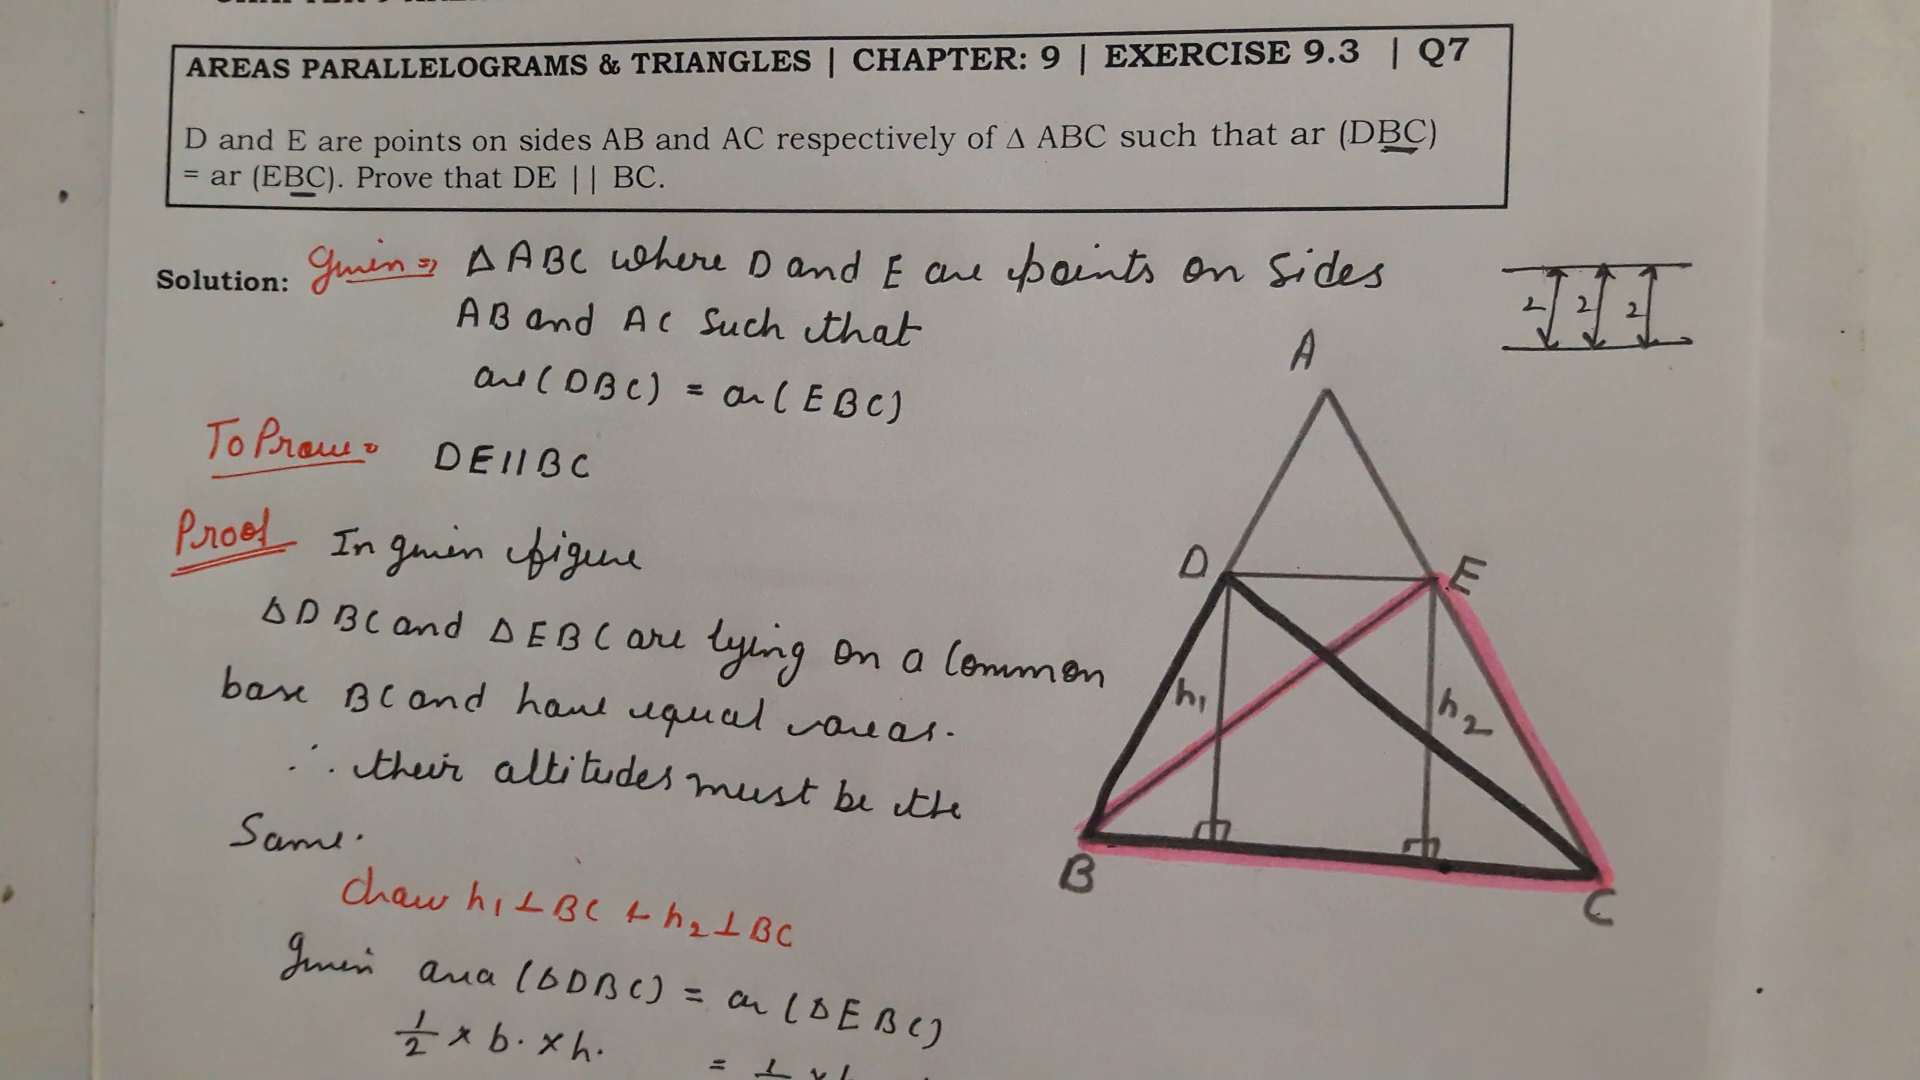 AREAS PARALLELOGRAMS & TRIANGLES | CHAPTER: 9 | EXERCISE 9.3 | Q7
D and E are points on sides AB and AC respectively of Δ ABC such that ar (DBC)
= ar (EBC). Prove that DE || BC.
Solution: Given ⇒ Δ ABC where D and E are points on sides
AB and AC such that
ar(DBC) = ar(EBC)
To Prove ⇒ DE||BC
Proof In given figure
ΔDBC and ΔEBC are lying on a common
base BC and have equal areas.
∴ their altitudes must be the
Same.
draw h₁⊥BC + h₂⊥BC
Given area (ΔDBC) = ar (ΔEBC)
1/2 × b. × h.
= 1
2 2 2
A
D
E
h₁
h₂
B
C